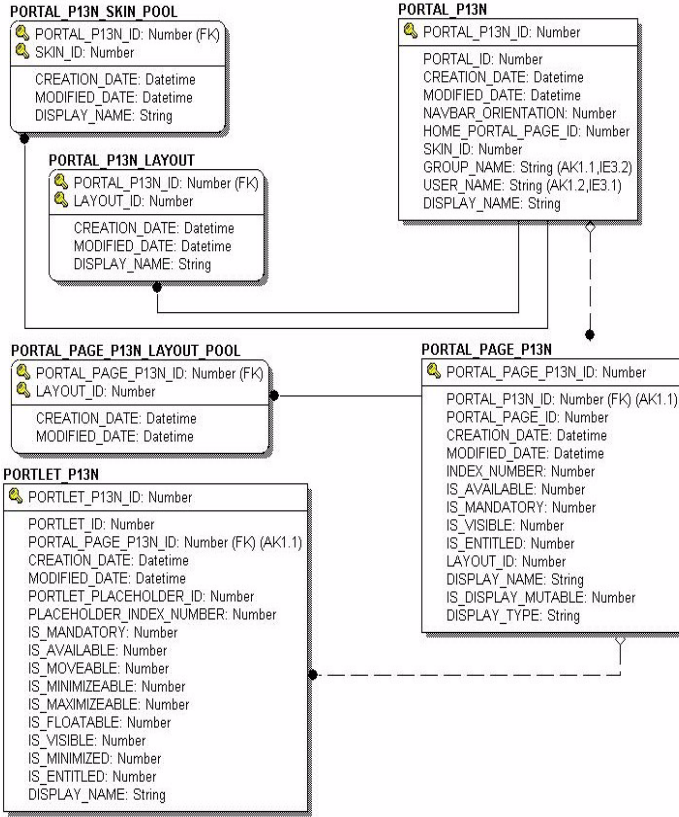 PORTAL_P13N_SKIN_POOL
PORTAL_P13N_ID: Number (FK)
SKIN_ID: Number
CREATION_DATE: Datetime
MODIFIED_DATE: Datetime
DISPLAY_NAME: String
PORTAL_P13N
PORTAL_P13N_ID: Number
PORTAL_ID: Number
CREATION_DATE: Datetime
MODIFIED_DATE: Datetime
NAVBAR_ORIENTATION: Number
HOME_PORTAL_PAGE_ID: Number
SKIN_ID: Number
GROUP_NAME: String (AK1.1,IE3.2)
USER_NAME: String (AK1.2,IE3.1)
DISPLAY_NAME: String
PORTAL_P13N_LAYOUT
PORTAL_P13N_ID: Number (FK)
LAYOUT_ID: Number
CREATION_DATE: Datetime
MODIFIED_DATE: Datetime
DISPLAY_NAME: String
PORTAL_PAGE_P13N_LAYOUT_POOL
PORTAL_PAGE_P13N_ID: Number (FK)
LAYOUT_ID: Number
CREATION_DATE: Datetime
MODIFIED_DATE: Datetime
PORTAL_PAGE_P13N
PORTAL_PAGE_P13N_ID: Number
PORTAL_P13N_ID: Number (FK) (AK1.1)
PORTAL_PAGE_ID: Number
CREATION_DATE: Datetime
MODIFIED_DATE: Datetime
INDEX_NUMBER: Number
IS_AVAILABLE: Number
IS_MANDATORY: Number
IS_VISIBLE: Number
IS_ENTITLED: Number
LAYOUT_ID: Number
DISPLAY_NAME: String
IS_DISPLAY_MUTABLE: Number
DISPLAY_TYPE: String
PORTLET_P13N
PORTLET_P13N_ID: Number
PORTLET_ID: Number
PORTAL_PAGE_P13N_ID: Number (FK) (AK1.1)
CREATION_DATE: Datetime
MODIFIED_DATE: Datetime
PORTLET_PLACEHOLDER_ID: Number
PLACEHOLDER_INDEX_NUMBER: Number
IS_MANDATORY: Number
IS_AVAILABLE: Number
IS_MOVEABLE: Number
IS_MINIMIZEABLE: Number
IS_MAXIMIZEABLE: Number
IS_FLOATABLE: Number
IS_VISIBLE: Number
IS_MINIMIZED: Number
IS_ENTITLED: Number
DISPLAY_NAME: String